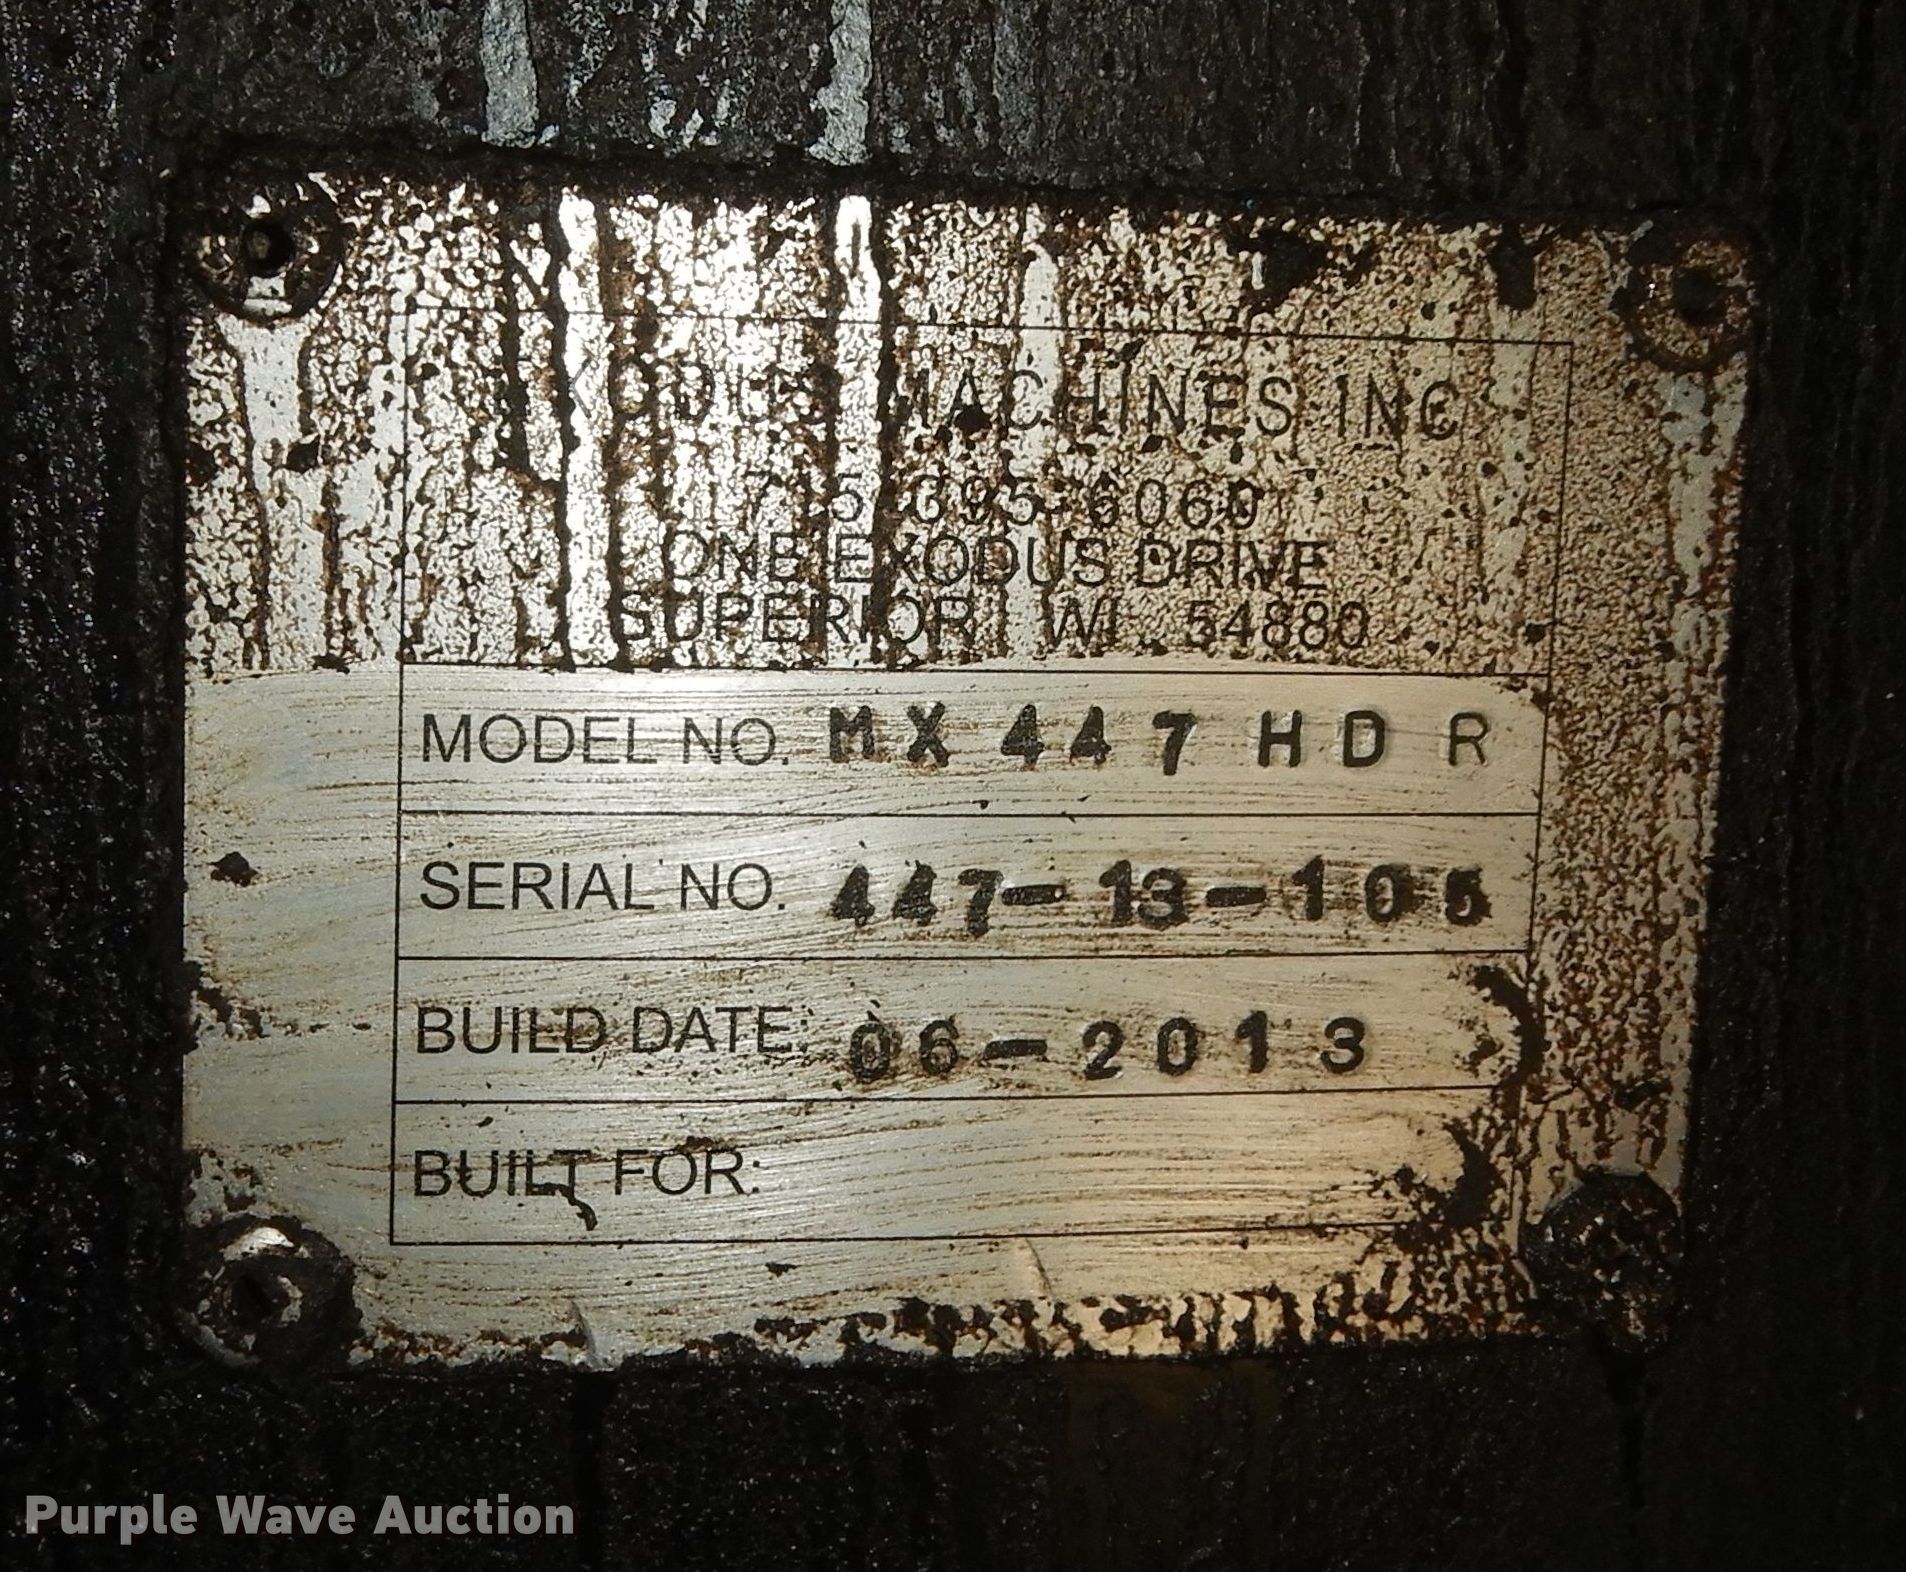 EXODUS MACHINES INC
715 395 6060
ONE EXODUS DRIVE
SUPERIOR WI 54880
MODEL NO. MX 447 HD R
SERIAL NO. 447-13-105
BUILD DATE: 06-2013
BUILT FOR:
Purple Wave Auction